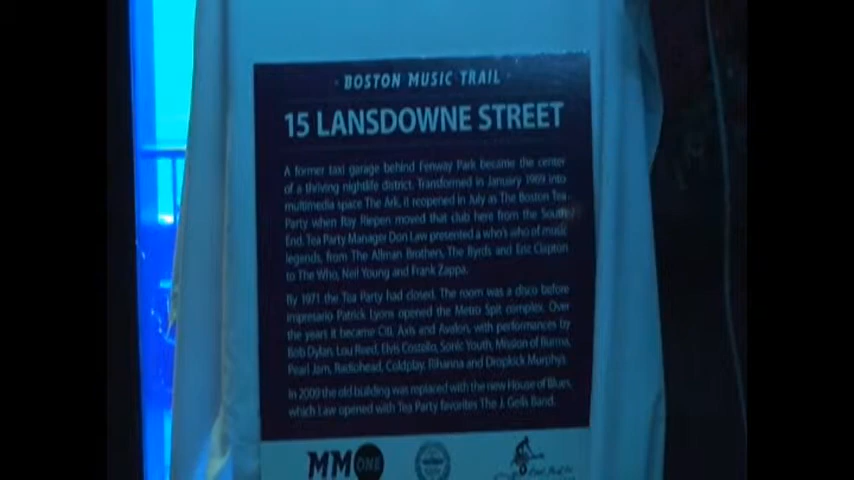 · BOSTON MUSIC TRAIL ·
15 LANSDOWNE STREET
A former taxi garage behind Fenway Park became the center
of a thriving nightlife district. Transformed in January 1969 into
multimedia space The Ark, it reopened in July as The Boston Tea
Party when Ray Riepen moved that club here from the South
End. Tea Party Manager Don Law presented a who's who of music
legends, from The Allman Brothers, The Byrds and Eric Clapton
to The Who, Neil Young and Frank Zappa.
By 1971 the Tea Party had closed. The room was a disco before
impresario Patrick Lyons opened the Metro Spit complex. Over
the years it became Citi, Axis and Avalon, with performances by
Bob Dylan, Lou Reed, Elvis Costello, Sonic Youth, Mission of Burma,
Pearl Jam, Radiohead, Coldplay, Rihanna and Dropkick Murphys.
In 2009 the old building was replaced with the new House of Blues,
which Law opened with Tea Party favorites The J. Geils Band.
MM ONE